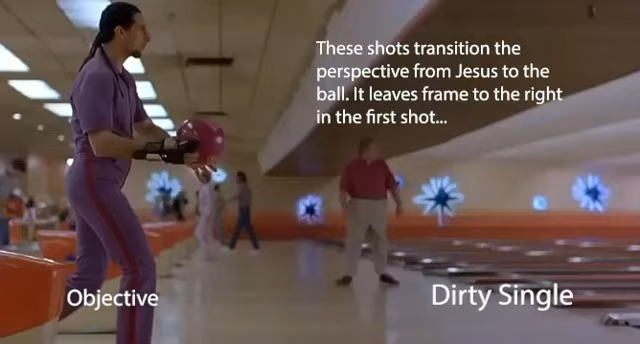 These shots transition the
perspective from Jesus to the
ball. It leaves frame to the right
in the first shot...
Objective
Dirty Single